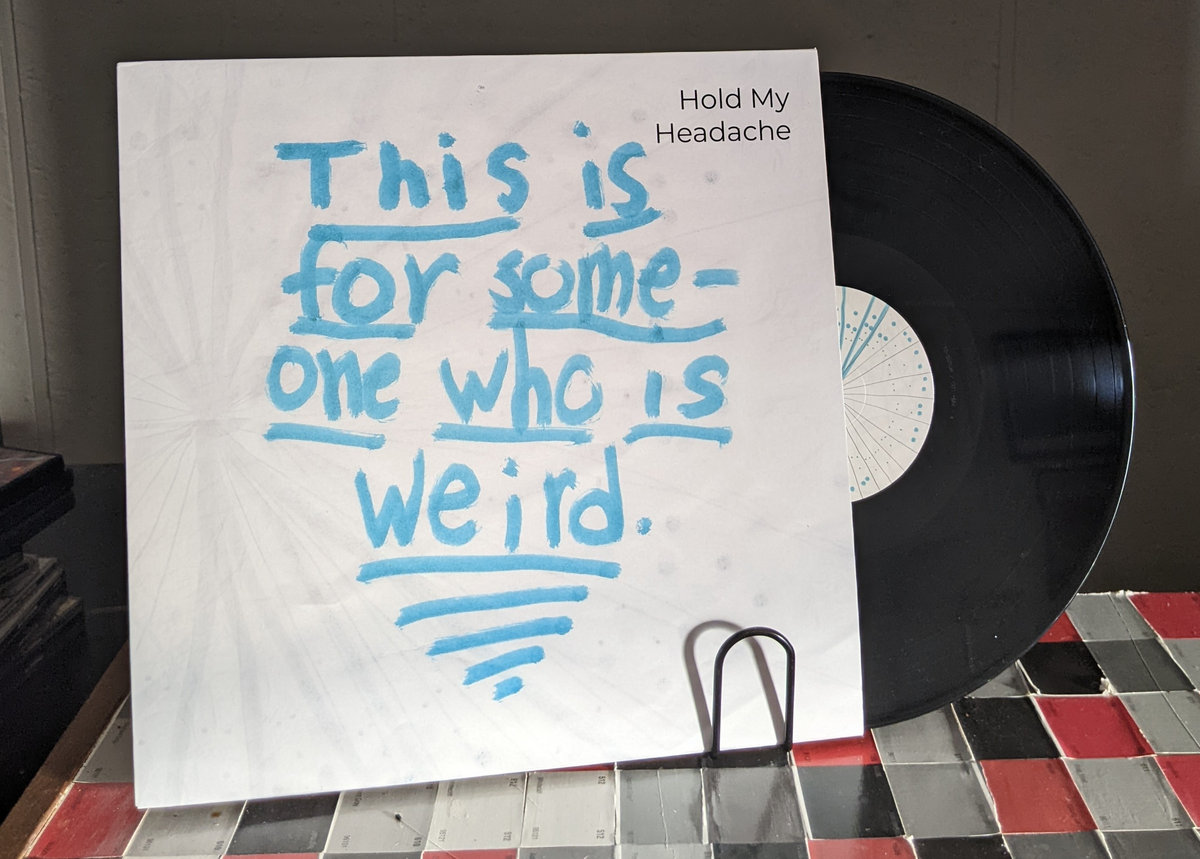 Hold My
Headache
This is
for some-
one who is
weird.